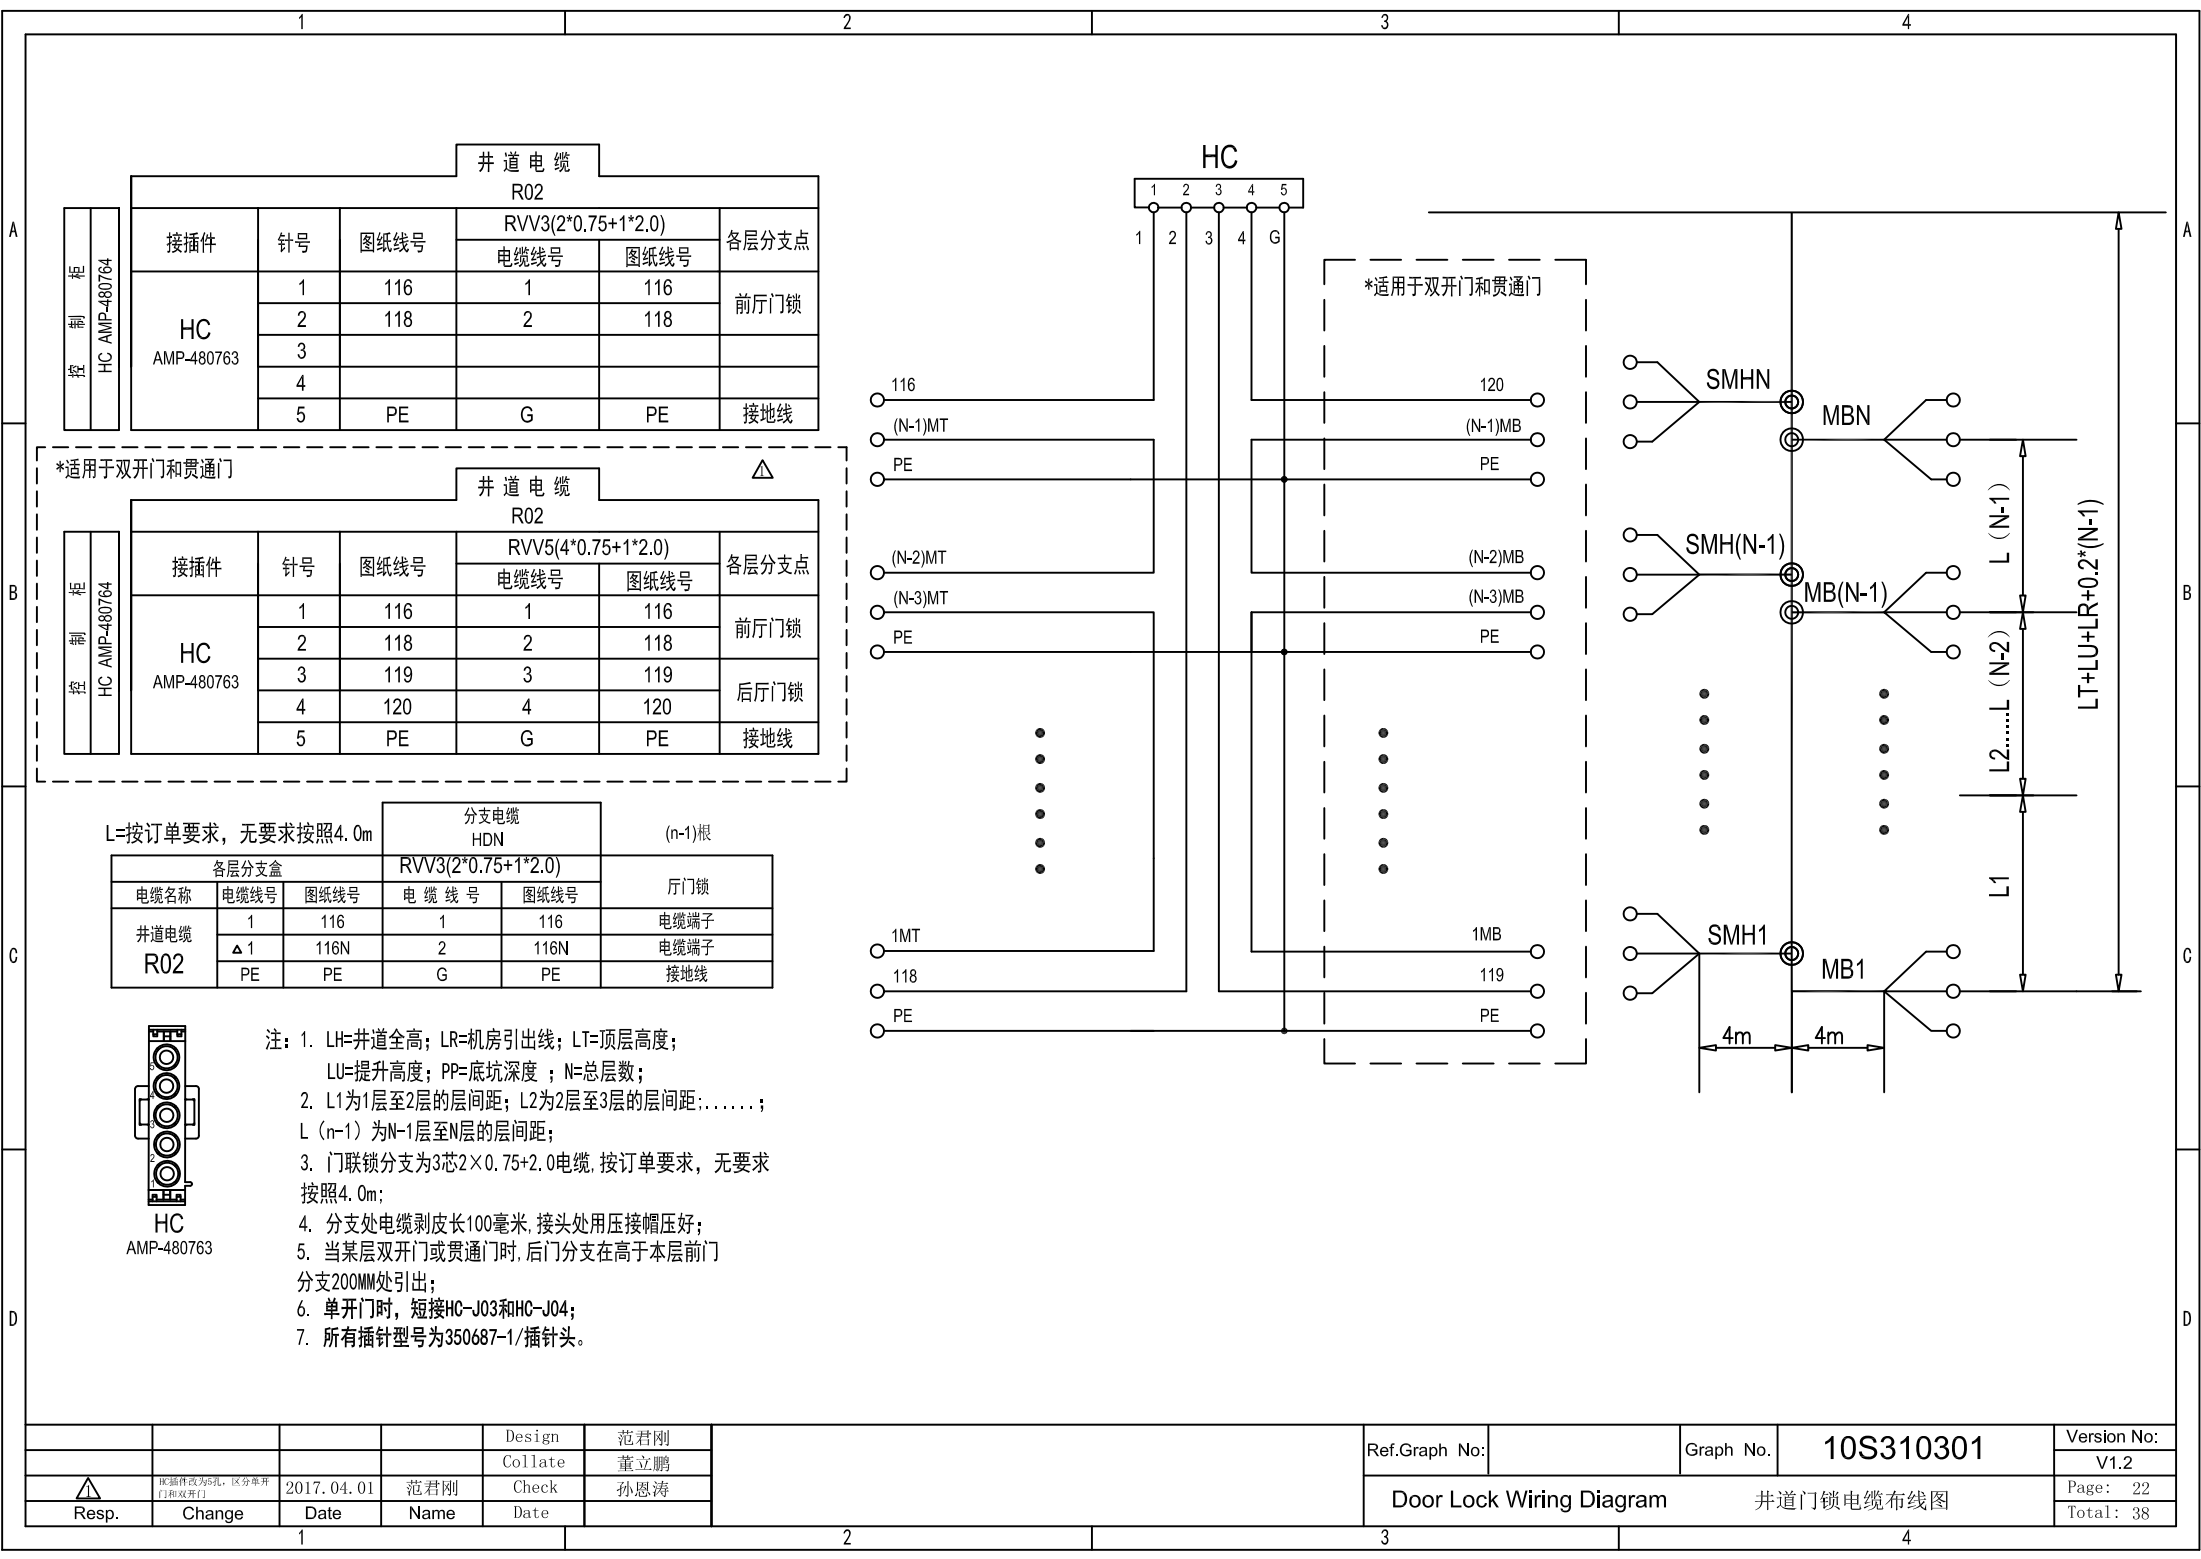 1 2 3 4
A B C D
A B C D
井 道 电 缆
R02
控 制 柜
HC AMP-480764
接插件 针号 图纸线号 RVV3(2*0.75+1*2.0) 各层分支点
电缆线号 图纸线号
HC
AMP-480763
1 116 1 116 前厅门锁
2 118 2 118
3
4
5 PE G PE 接地线
*适用于双开门和贯通门
1
井 道 电 缆
R02
控 制 柜
HC AMP-480764
接插件 针号 图纸线号 RVV5(4*0.75+1*2.0) 各层分支点
电缆线号 图纸线号
HC
AMP-480763
1 116 1 116 前厅门锁
2 118 2 118
3 119 3 119 后厅门锁
4 120 4 120
5 PE G PE 接地线
L=按订单要求，无要求按照4.0m
分支电缆
HDN
(n-1)根
各层分支盒 RVV3(2*0.75+1*2.0) 厅门锁
电缆名称 电缆线号 图纸线号 电 缆 线 号 图纸线号
井道电缆
R02
1 116 1 116 电缆端子
△ 1 116N 2 116N 电缆端子
PE PE G PE 接地线
5
4
3
2
1
HC
AMP-480763
注：1. LH=井道全高；LR=机房引出线；LT=顶层高度；
LU=提升高度；PP=底坑深度 ；N=总层数；
2. L1为1层至2层的层间距；L2为2层至3层的层间距;......；
L（n-1）为N-1层至N层的层间距；
3. 门联锁分支为3芯2×0.75+2.0电缆,按订单要求，无要求
按照4.0m;
4. 分支处电缆剥皮长100毫米,接头处用压接帽压好；
5. 当某层双开门或贯通门时,后门分支在高于本层前门
分支200MM处引出；
6. 单开门时，短接HC-J03和HC-J04；
7. 所有插针型号为350687-1/插针头。
HC
1 2 3 4 5
1 2 3 4 G
*适用于双开门和贯通门
116 120
(N-1)MT (N-1)MB
PE PE
(N-2)MT (N-2)MB
(N-3)MT (N-3)MB
PE PE
1MT 1MB
118 119
PE PE
SMHN
MBN
SMH(N-1)
MB(N-1)
SMH1
MB1
4m 4m
L（N-1）
L2......L（N-2）
L1
LT+LU+LR+0.2*(N-1)
Design 范君刚
Collate 董立鹏
1 HC插件改为5孔，区分单开
门和双开门 2017.04.01 范君刚 Check 孙恩涛
Resp. Change Date Name Date
Ref.Graph No: Graph No. 10S310301 Version No:
V1.2
Door Lock Wiring Diagram 井道门锁电缆布线图 Page: 22
Total: 38
1 2 3 4